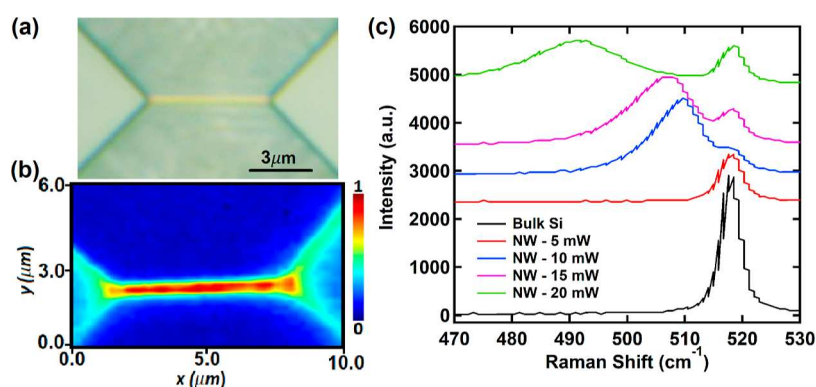 (a)
3μm
(b)
6.0
3.0
0.0
y (μm)
0.0
5.0
10.0
x (μm)
1
0
(c)
6000
5000
4000
3000
2000
1000
0
Intensity (a.u.)
Bulk Si
NW - 5 mW
NW - 10 mW
NW - 15 mW
NW - 20 mW
470
480
490
500
510
520
530
Raman Shift (cm⁻¹)